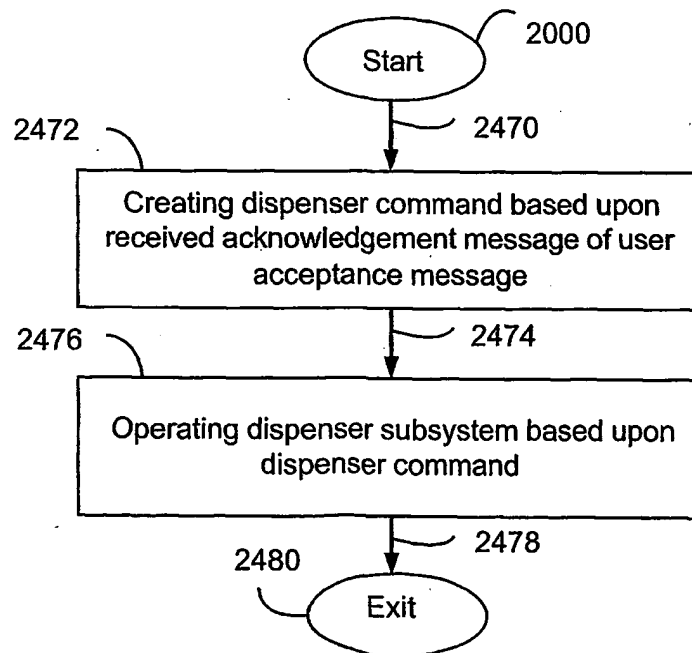 2000
Start
2470
2472
Creating dispenser command based upon
received acknowledgement message of user
acceptance message
2474
2476
Operating dispenser subsystem based upon
dispenser command
2478
2480
Exit